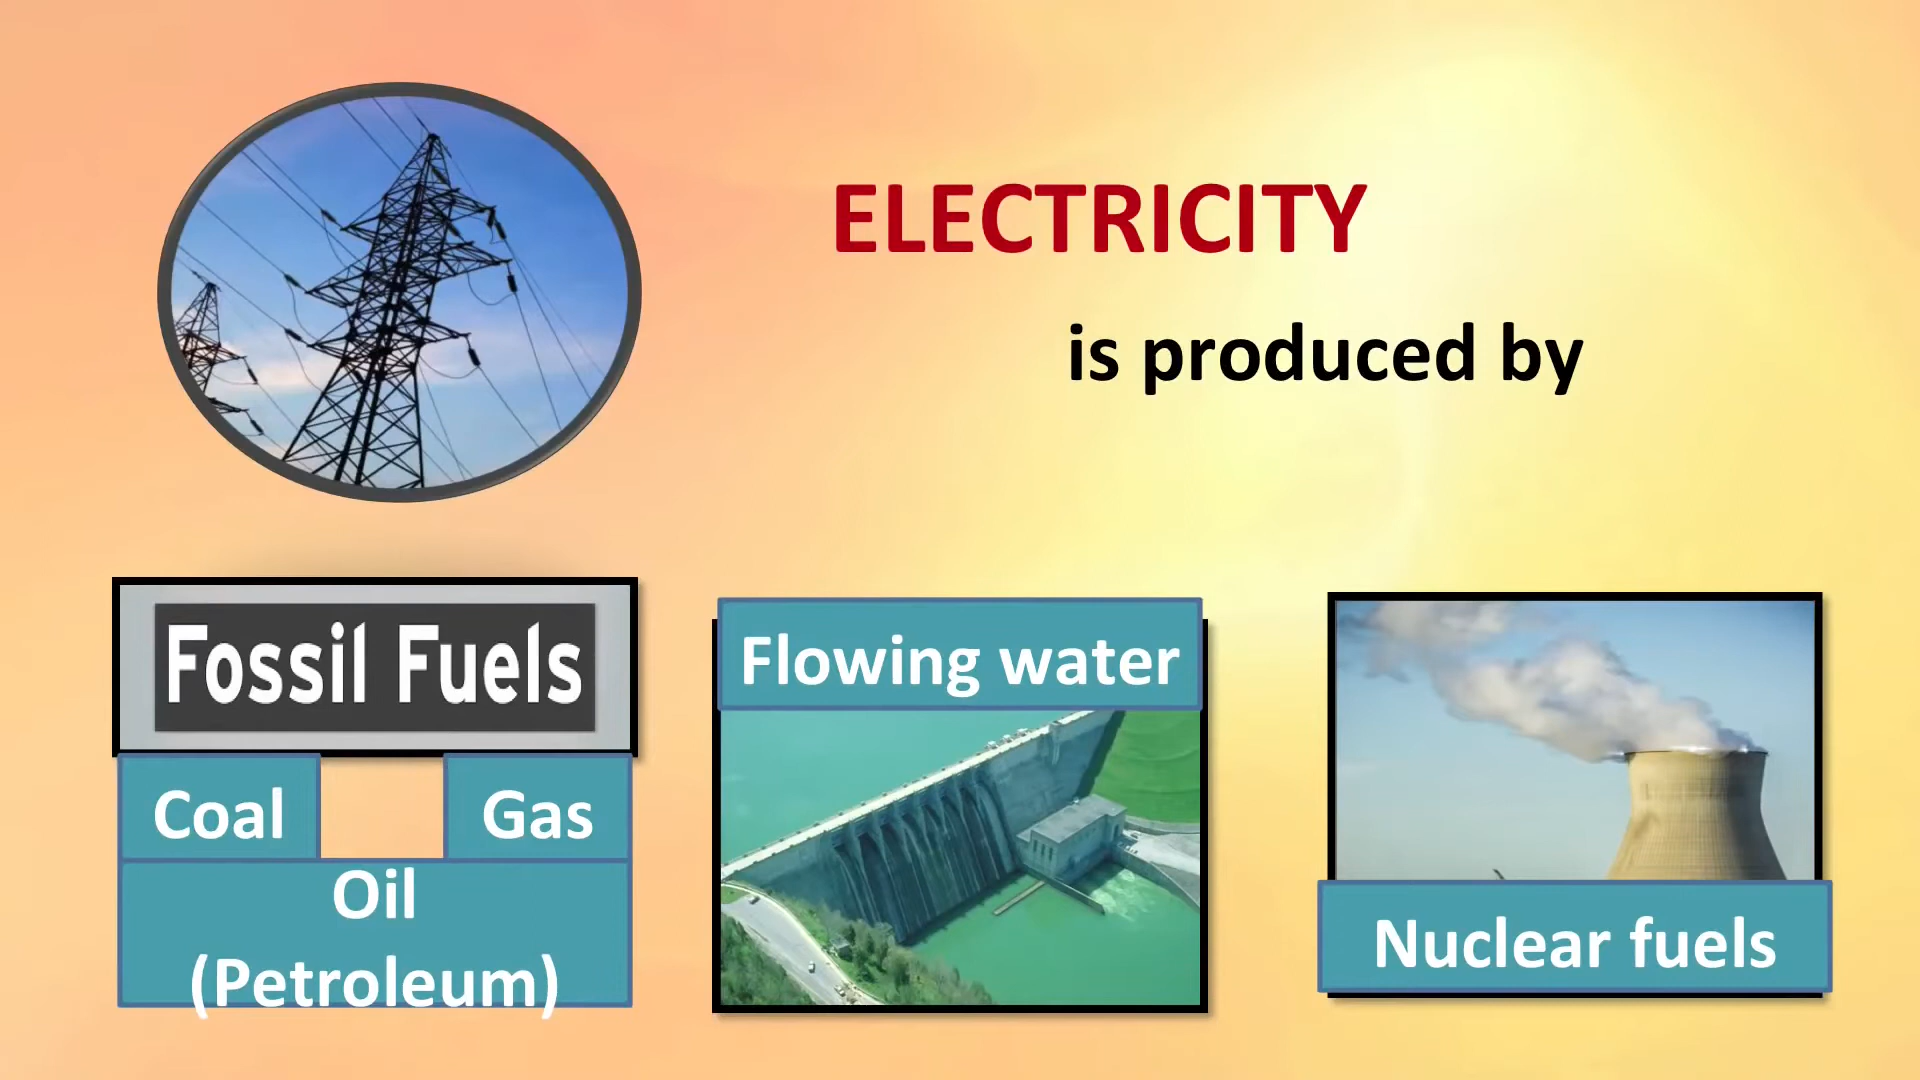 ELECTRICITY
is produced by
Fossil Fuels
Coal
Gas
Oil
(Petroleum)
Flowing water
Nuclear fuels